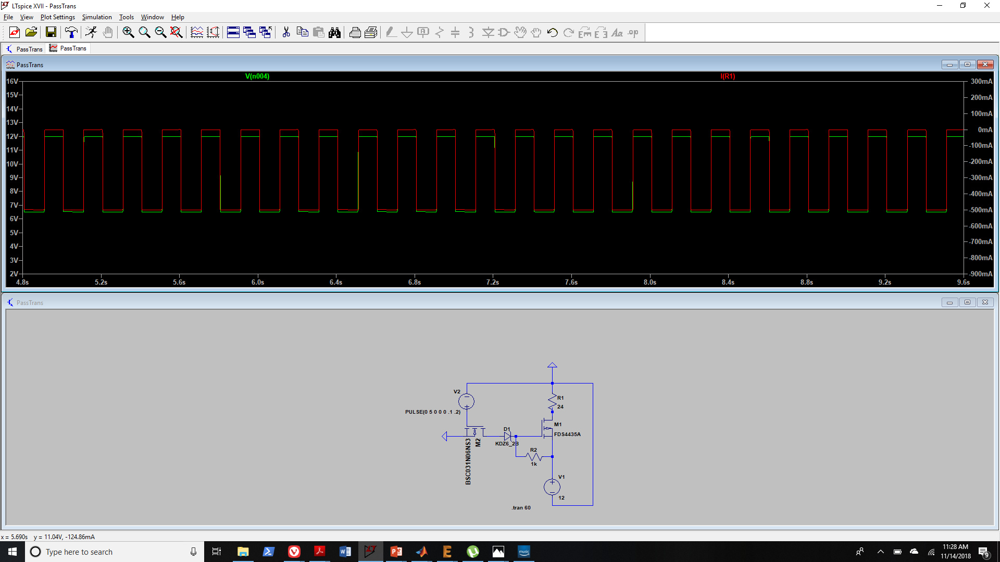 LTspice XVII - PassTrans
File View Plot Settings Simulation Tools Window Help
PassTrans PassTrans
PassTrans
V(n004) I(R1)
16V 300mA
15V 200mA
14V 100mA
13V 0mA
12V -100mA
11V -200mA
10V -300mA
9V -400mA
8V -500mA
7V -600mA
6V -700mA
5V -800mA
4V -900mA
3V
2V
4.8s 5.2s 5.6s 6.0s 6.4s 6.8s 7.2s 7.6s 8.0s 8.4s 8.8s 9.2s 9.6s
PassTrans
V2
PULSE(0 5 0 0 0 .1 .2)
R1
24
M1
FDS4435A
D1
KDZ6_2B
M2
BSC031N06NS3
R2
1k
V1
12
.tran 60
x = 5.690s y = 11.04V, -124.86mA
Type here to search
music
11:28 AM
11/14/2018
9